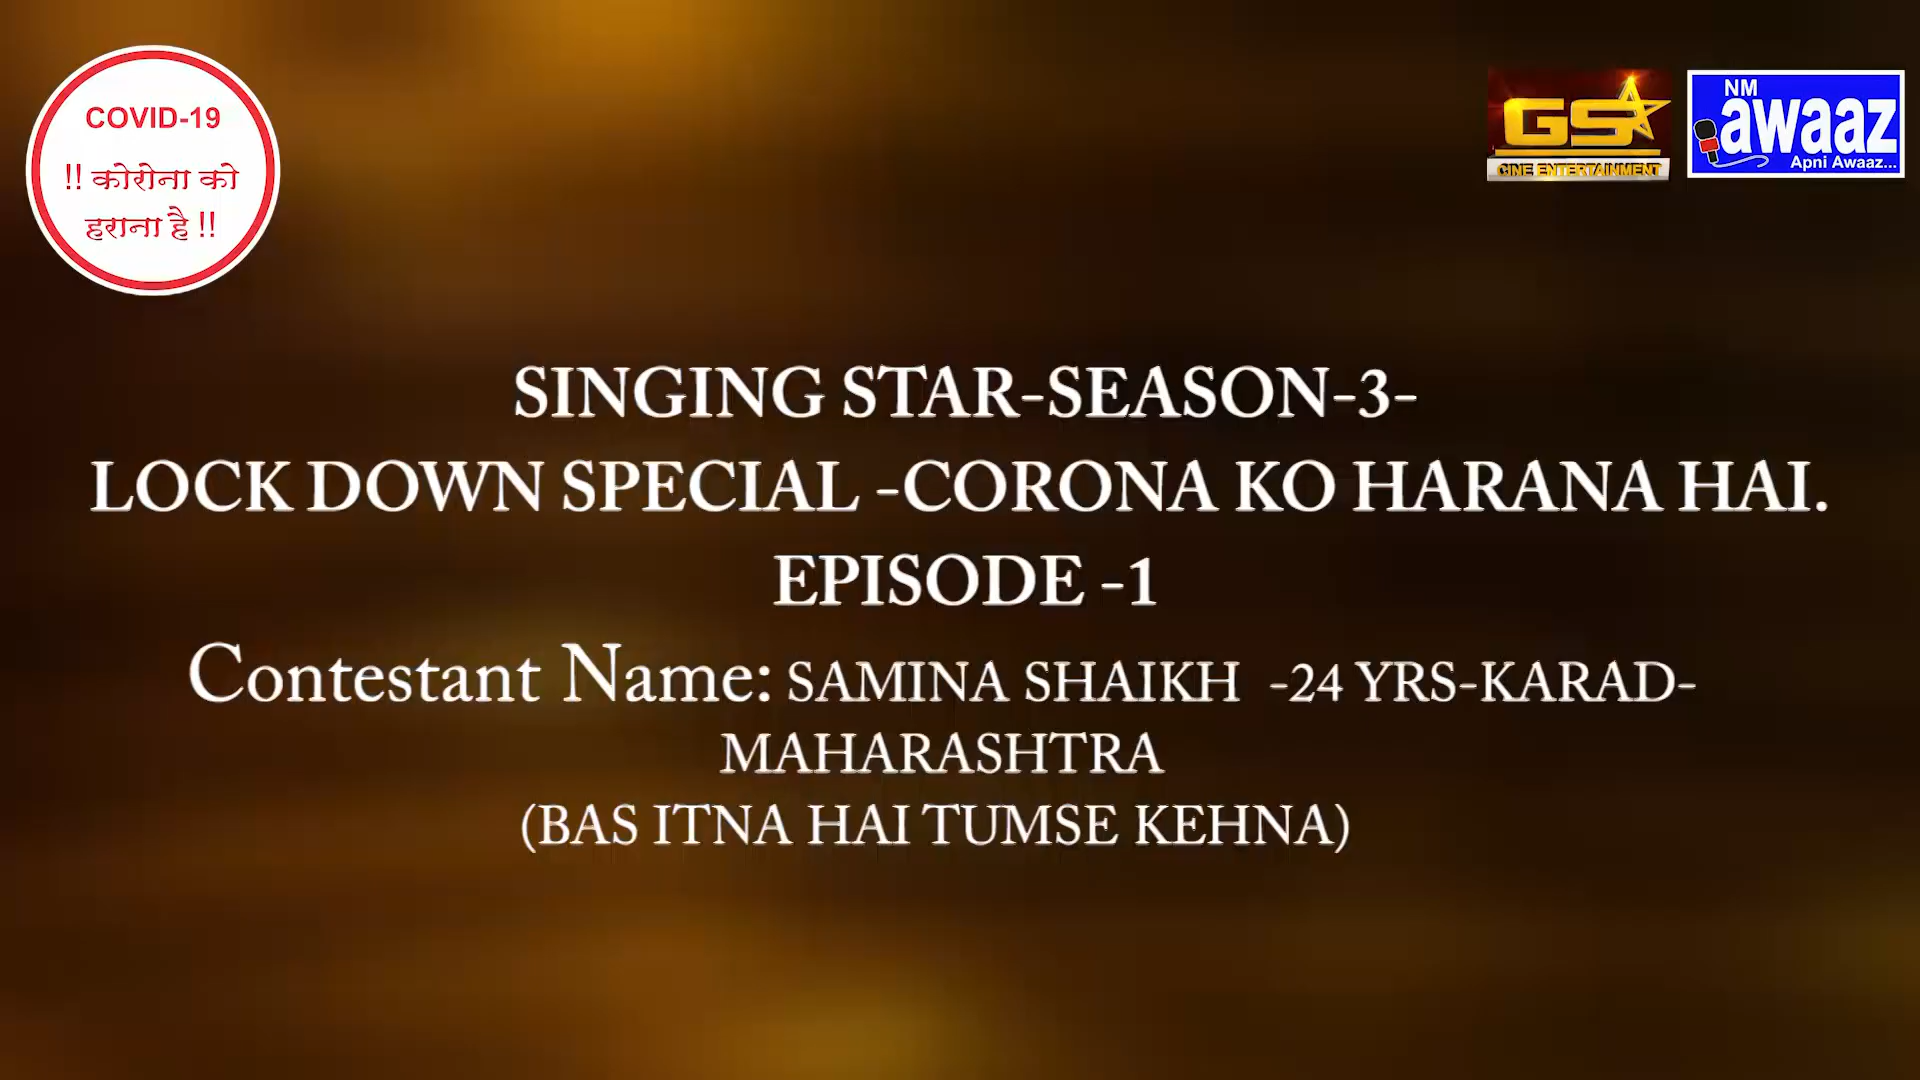 COVID-19
!! कोरोना को
हराना है !!
GS
CINE ENTERTAINMENT
NM
awaaz
Apni Awaaz...
SINGING STAR-SEASON-3-
LOCK DOWN SPECIAL -CORONA KO HARANA HAI.
EPISODE -1
Contestant Name: SAMINA SHAIKH -24 YRS-KARAD-
MAHARASHTRA
(BAS ITNA HAI TUMSE KEHNA)